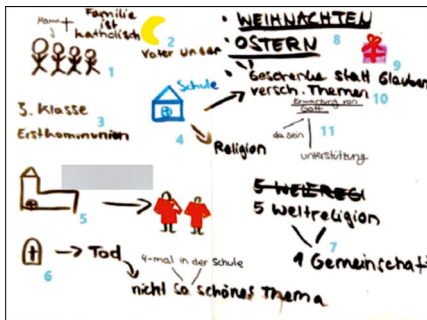 Mama
Familie
ist
katholisch
1
2
Vater unser
3. Klasse
3
Erstkommunion
Schule
4
Religion
5
6
Tod
4-mal in der Schule
nicht so schönes Thema
• WEIHNACHTEN
• OSTERN
8
9
• Geschenke statt Glauben
versch. Themen
10
Erwartung von
Gott
11
da sein
unterstützung
5 WELEREGI
5 Weltreligion
7
1 Gemeinschaft